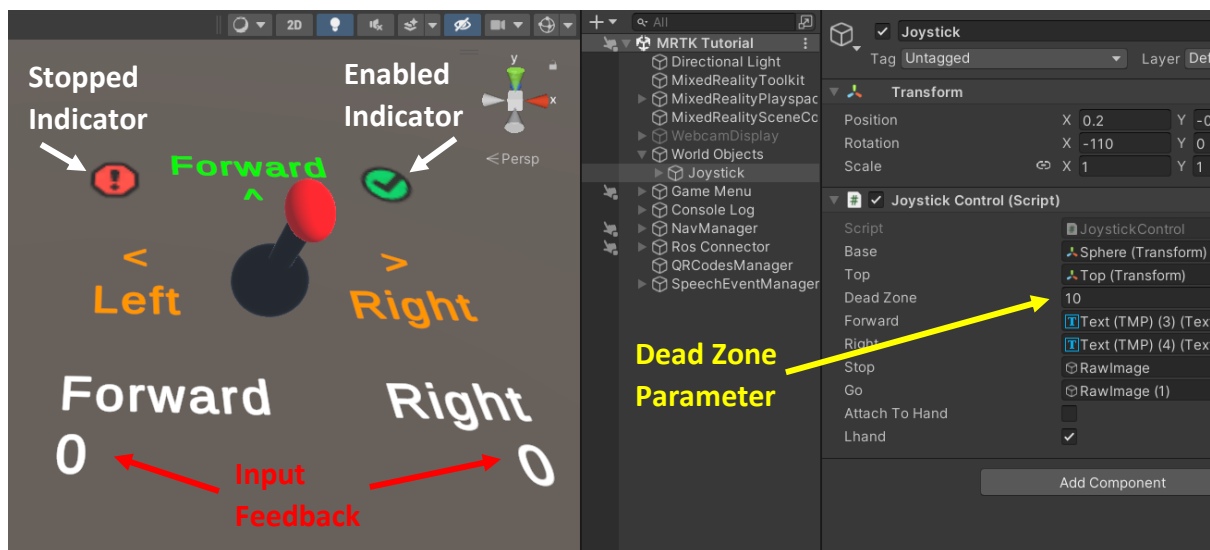 2D
Stopped
Indicator
Enabled
Indicator
y
x
Persp
Forward
^
<
Left
>
Right
Forward
0
Right
0
Input
Feedback
All
MRTK Tutorial
Directional Light
MixedRealityToolkit
MixedRealityPlayspac
MixedRealitySceneCo
WebcamDisplay
World Objects
Joystick
Game Menu
Console Log
NavManager
Ros Connector
QRCodesManager
SpeechEventManager
Dead Zone
Parameter
Joystick
Tag Untagged Layer Def
Transform
Position X 0.2 Y -0
Rotation X -110 Y 0
Scale X 1 Y 1
# Joystick Control (Script)
Script JoystickControl
Base Sphere (Transform)
Top Top (Transform)
Dead Zone 10
Forward Text (TMP) (3) (Tex
Right Text (TMP) (4) (Tex
Stop RawImage
Go RawImage (1)
Attach To Hand
Lhand
Add Component